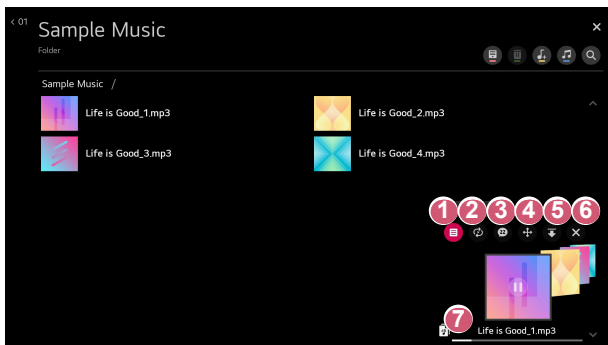 < 01
Sample Music
Folder
Sample Music /
Life is Good_1.mp3
Life is Good_2.mp3
Life is Good_3.mp3
Life is Good_4.mp3
1 2 3 4 5 6
7
Life is Good_1.mp3